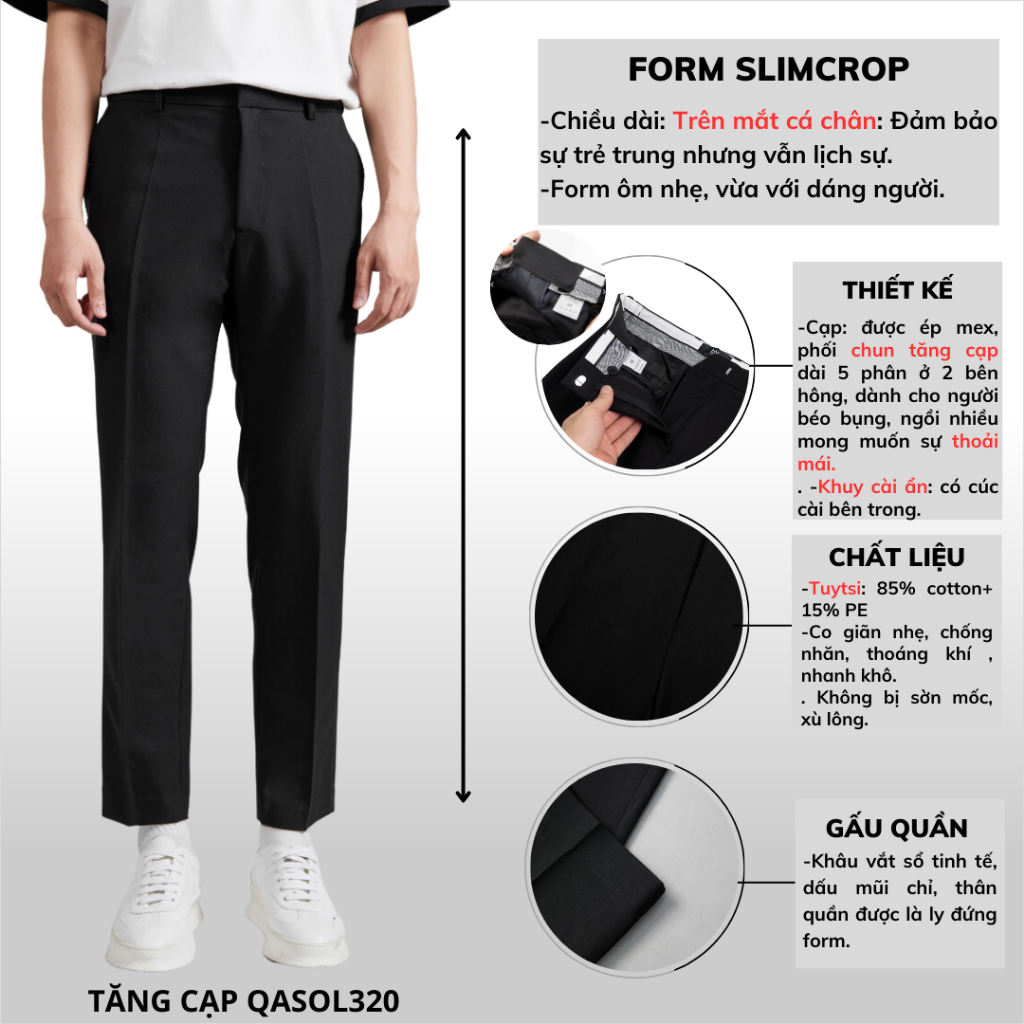 FORM SLIMCROP
-Chiều dài: Trên mắt cá chân: Đảm bảo
sự trẻ trung nhưng vẫn lịch sự.
-Form ôm nhẹ, vừa với dáng người.
THIẾT KẾ
-Cạp: được ép mex,
phối chun tăng cạp
dài 5 phân ở 2 bên
hông, dành cho người
béo bụng, ngồi nhiều
mong muốn sự thoải
mái.
. -Khuy cài ẩn: có cúc
cài bên trong.
CHẤT LIỆU
-Tuytsi: 85% cotton+
15% PE
-Co giãn nhẹ, chống
nhăn, thoáng khí ,
nhanh khô.
. Không bị sờn mốc,
xù lông.
GẤU QUẦN
-Khâu vắt sổ tinh tế,
dấu mũi chỉ, thân
quần được là ly đứng
form.
TĂNG CẠP QASOL320